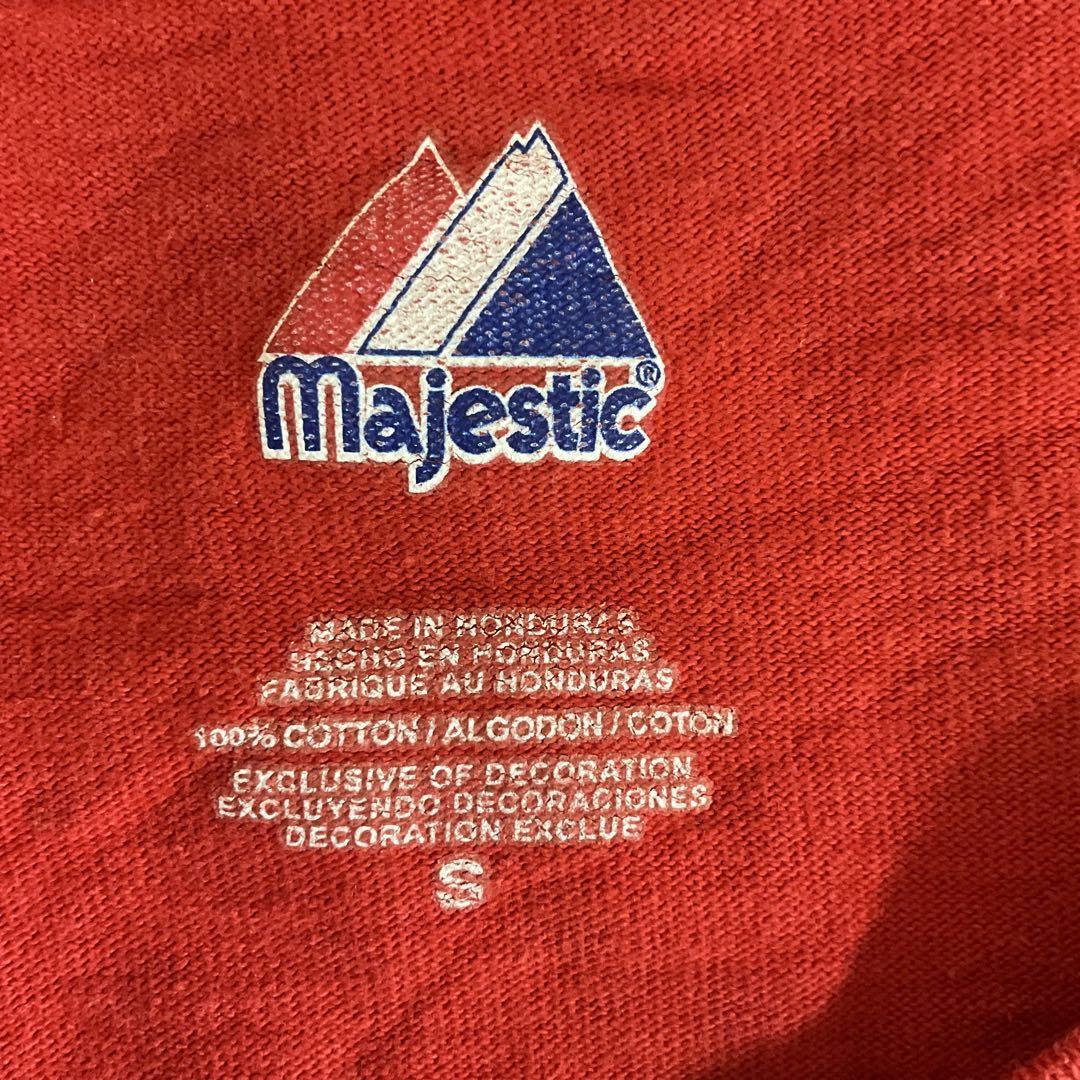 Majestic®
MADE IN HONDURAS
HECHO EN HONDURAS
FABRIQUE AU HONDURAS
100% COTTON / ALGODON / COTON
EXCLUSIVE OF DECORATION
EXCLUYENDO DECORACIONES
DECORATION EXCLUE
S